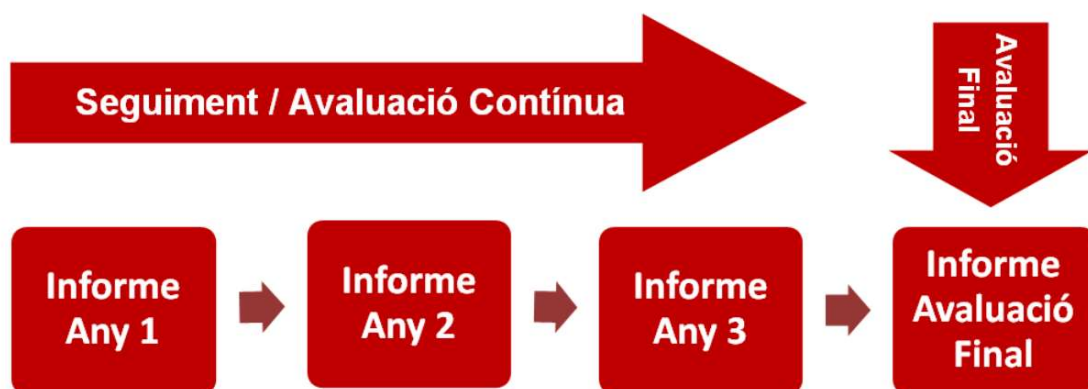 Seguiment / Avaluació Contínua
Avaluació
Final
Informe
Any 1
Informe
Any 2
Informe
Any 3
Informe
Avaluació
Final